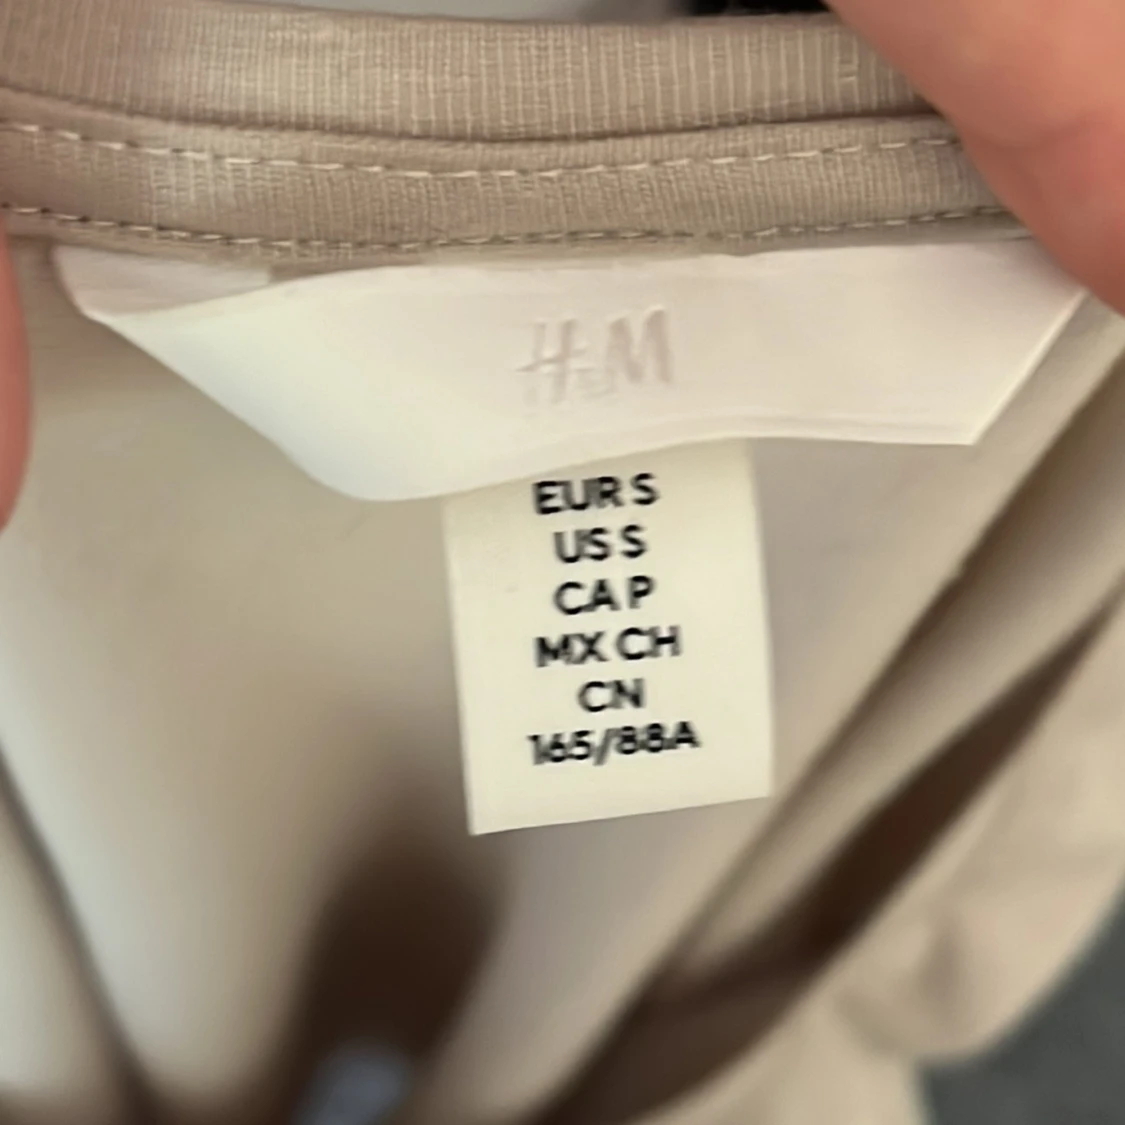 H&M
EUR S
US S
CA P
MX CH
CN
165/88A